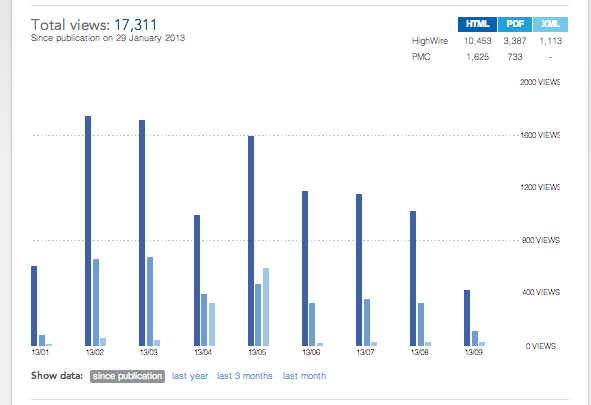 Total views: 17,311
Since publication on 29 January 2013
HTML PDF XML
HighWire 10,453 3,387 1,113
PMC 1,625 733 -
2000 VIEWS
1600 VIEWS
1200 VIEWS
800 VIEWS
400 VIEWS
0 VIEWS
13/01 13/02 13/03 13/04 13/05 13/06 13/07 13/08 13/09
Show data: since publication last year last 3 months last month